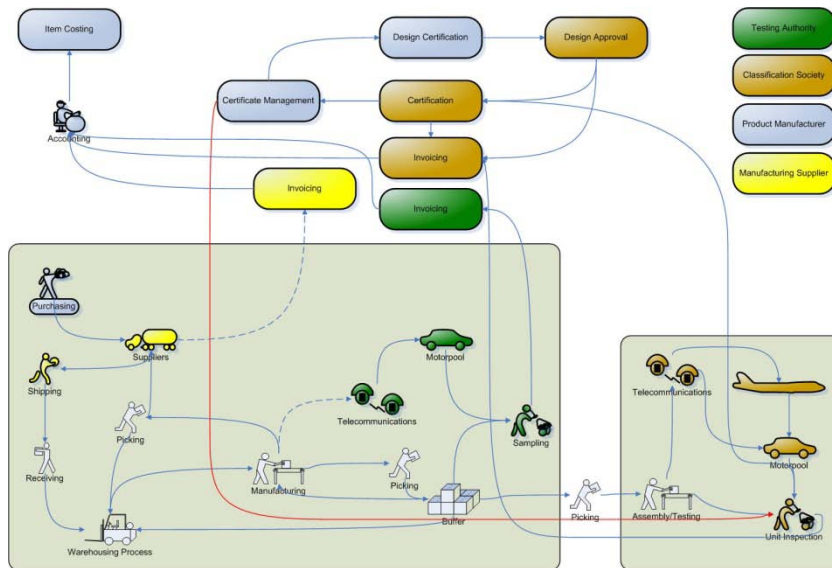 Item Costing
Design Certification
Design Approval
Testing Authority
Classification Society
Certificate Management
Certification
Product Manufacturer
Accounting
Invoicing
Manufacturing Supplier
Invoicing
Invoicing
Purchasing
Suppliers
Motorpool
Shipping
Telecommunications
Telecommunications
Picking
Sampling
Motorpool
Receiving
Manufacturing
Picking
Warehousing Process
Buffer
Picking
Assembly/Testing
Unit Inspection